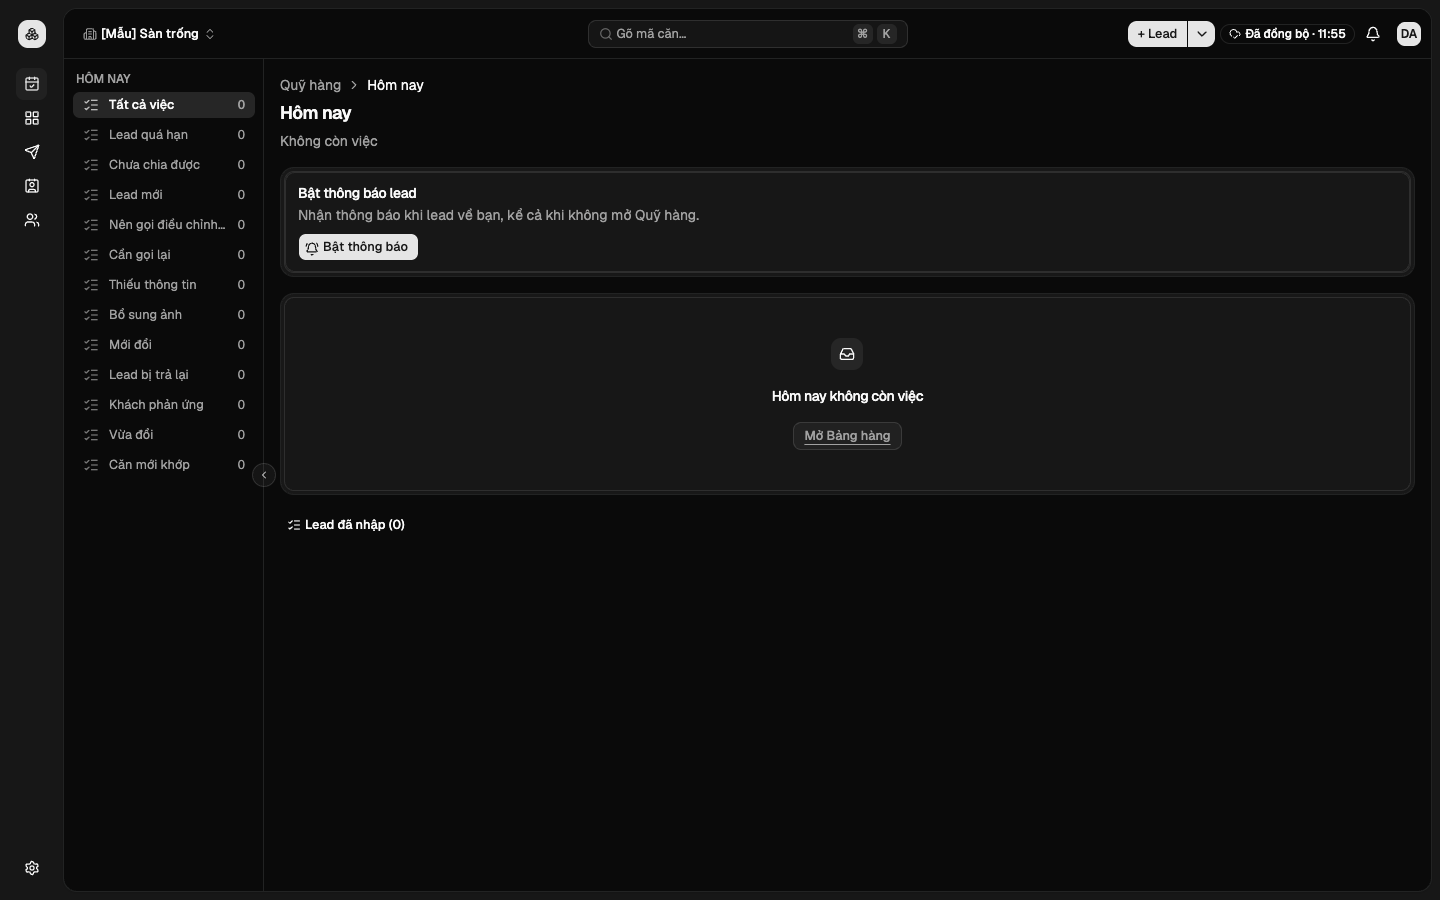 [Mẫu] Sàn trống
Gõ mã căn…
⌘ K
+ Lead
Đã đồng bộ · 11:55
DA
HÔM NAY
Tất cả việc 0
Lead quá hạn 0
Chưa chia được 0
Lead mới 0
Nên gọi điều chỉnh… 0
Cần gọi lại 0
Thiếu thông tin 0
Bổ sung ảnh 0
Mới đổi 0
Lead bị trả lại 0
Khách phản ứng 0
Vừa đổi 0
Căn mới khớp 0
Quỹ hàng > Hôm nay
Hôm nay
Không còn việc
Bật thông báo lead
Nhận thông báo khi lead về bạn, kể cả khi không mở Quỹ hàng.
Bật thông báo
Hôm nay không còn việc
Mở Bảng hàng
Lead đã nhập (0)